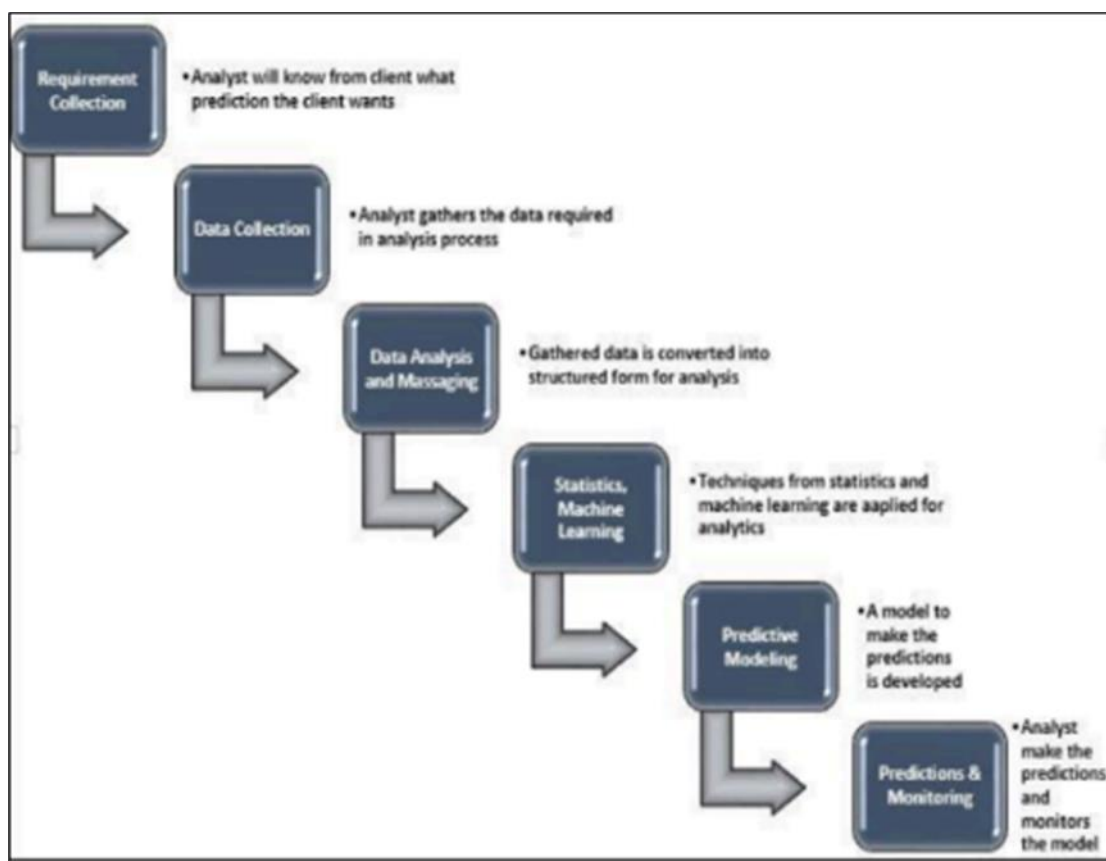 Requirement
Collection
•Analyst will know from client what
prediction the client wants
Data Collection
•Analyst gathers the data required
in analysis process
Data Analysis
and Massaging
•Gathered data is converted into
structured form for analysis
Statistics,
Machine
Learning
•Techniques from statistics and
machine learning are aaplied for
analytics
Predictive
Modeling
•A model to
make the
predictions
is developed
Predictions &
Monitoring
•Analyst
make the
predictions
and
monitors
the model